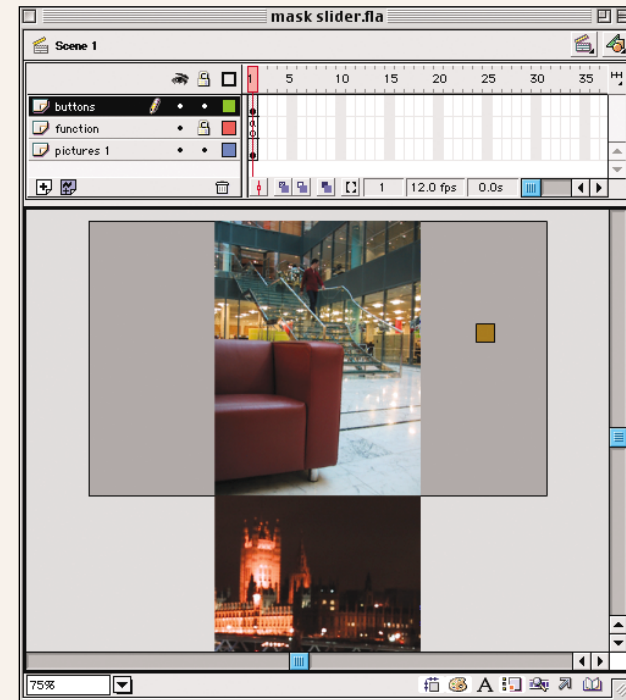 mask slider.fla
Scene 1
1 5 10 15 20 25 30 35
buttons
function
pictures 1
1 12.0 fps 0.0s
75%
A